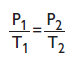 P₁/T₁ = P₂/T₂